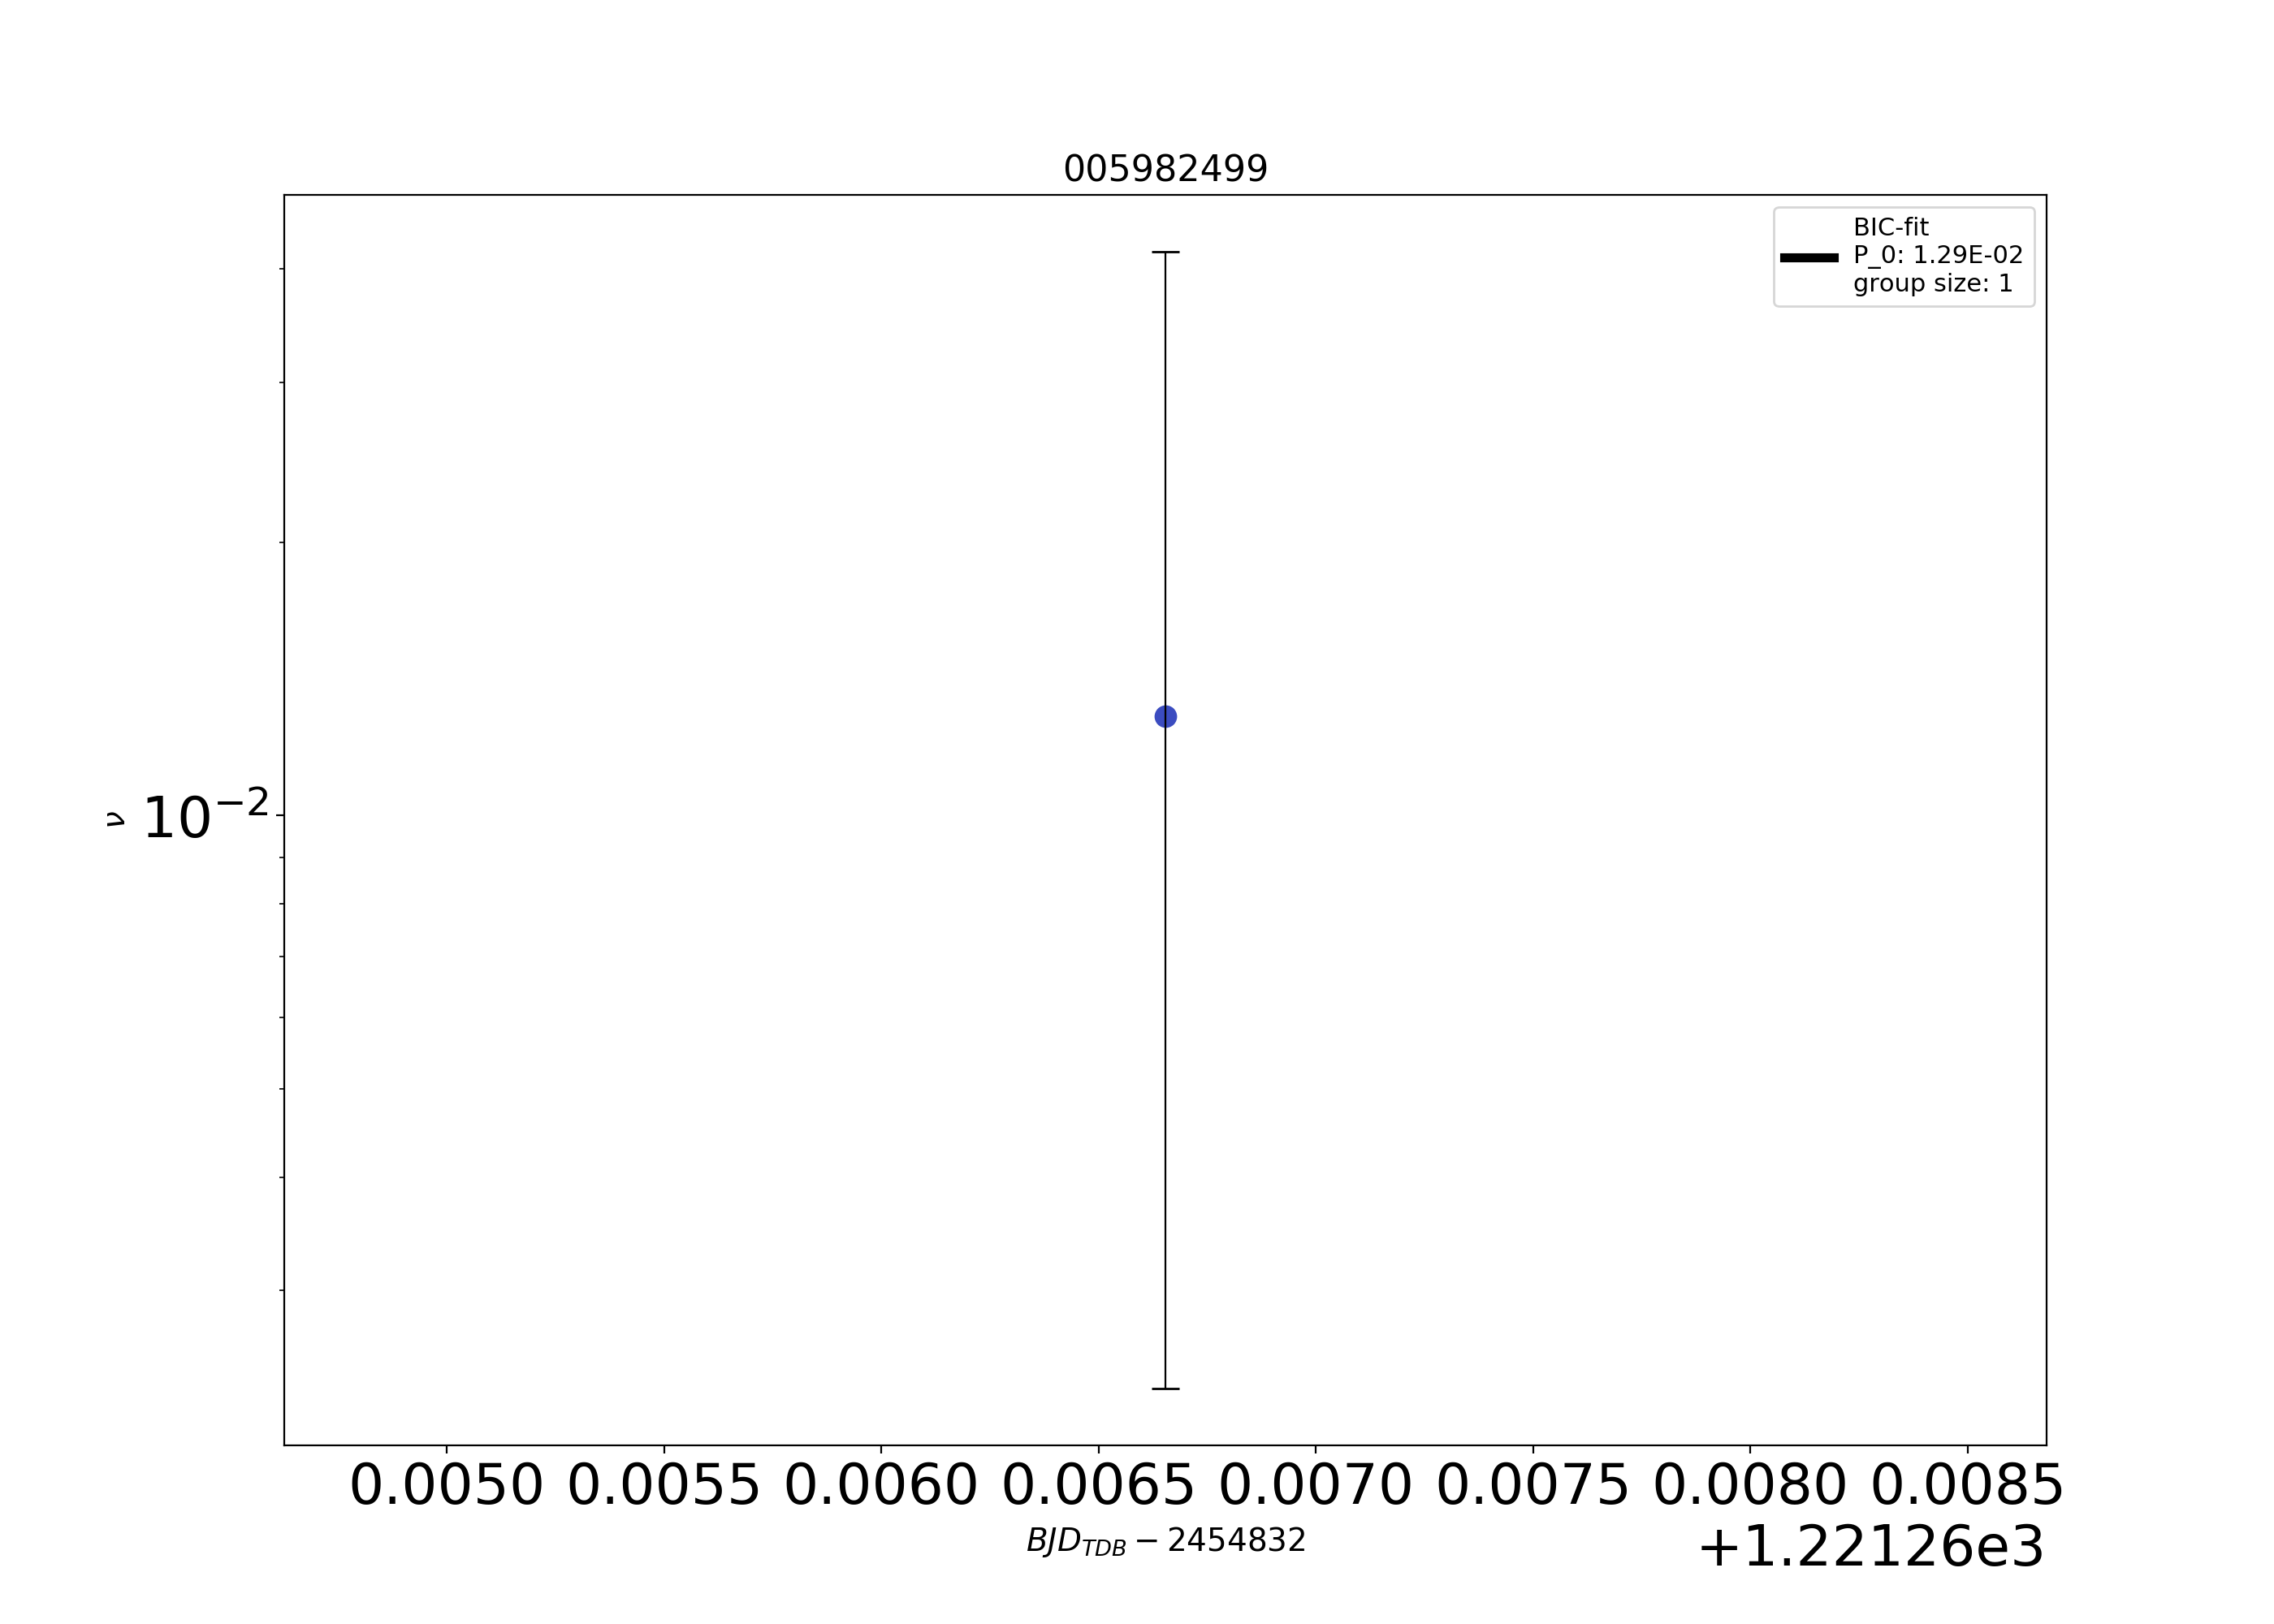 005982499
BIC-fit
P_0: 1.29E-02
group size: 1
ν
10⁻²
0.0050 0.0055 0.0060 0.0065 0.0070 0.0075 0.0080 0.0085
BJD_TDB − 2454832
+1.22126e3